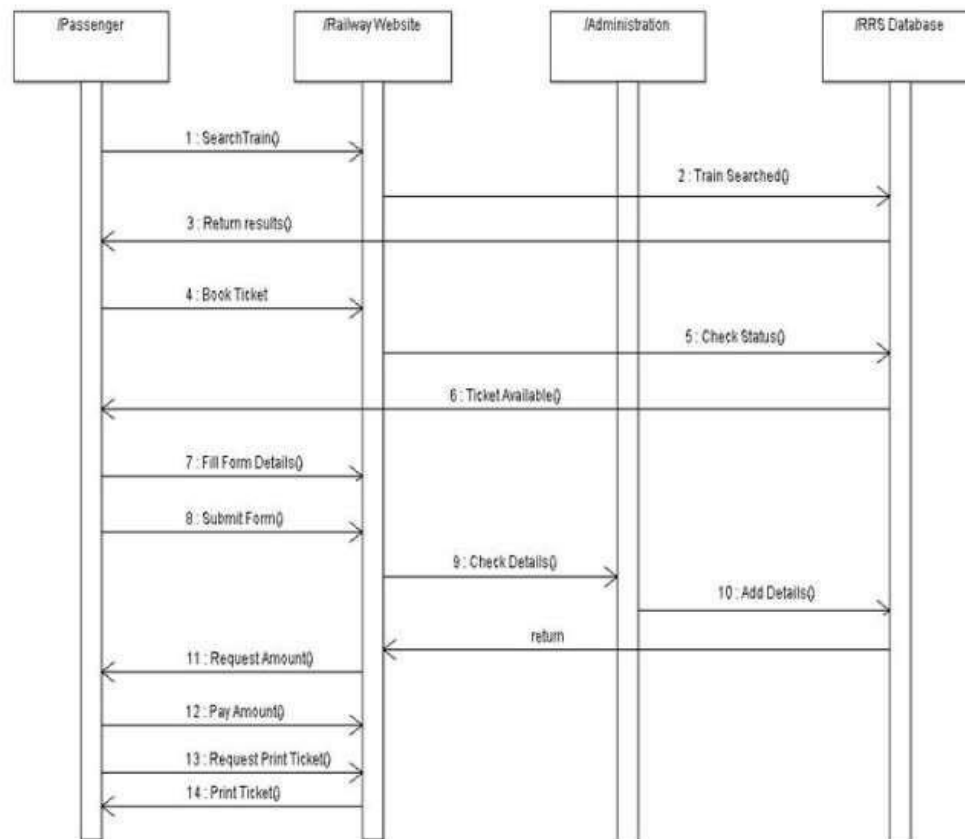 /Passenger
/Railway Website
/Administration
/RRS Database
1 : SearchTrain()
2 : Train Searched()
3 : Return results()
4 : Book Ticket
5 : Check Status()
6 : Ticket Available()
7 : Fill Form Details()
8 : Submit Form()
9 : Check Details()
10 : Add Details()
return
11 : Request Amount()
12 : Pay Amount()
13 : Request Print Ticket()
14 : Print Ticket()